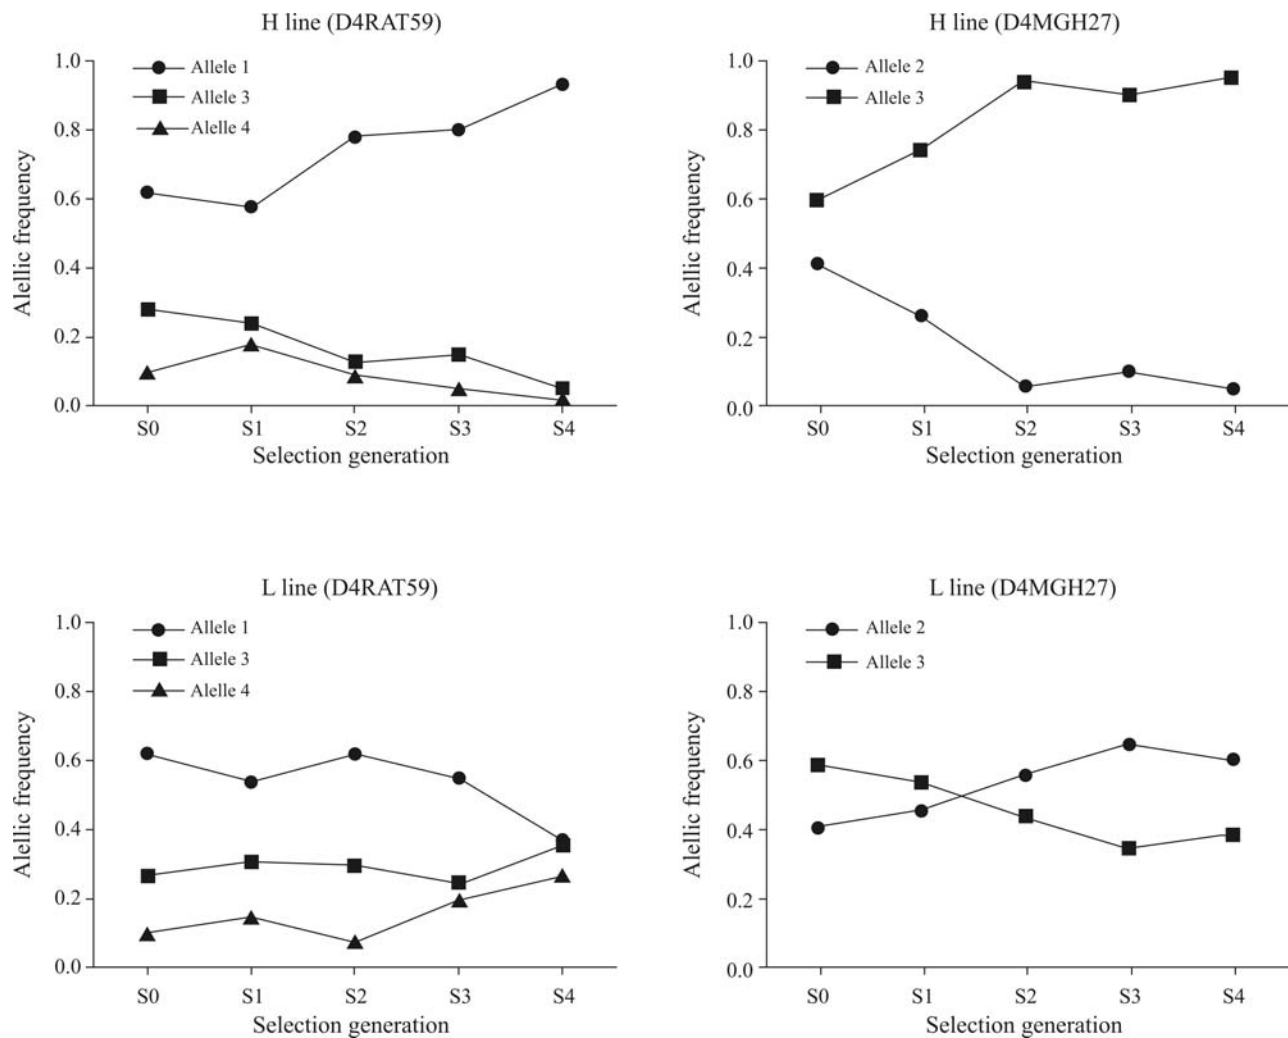 H line (D4RAT59)
Allele 1
Allele 3
Alelle 4
Alellic frequency
1.0
0.8
0.6
0.4
0.2
0.0
S0 S1 S2 S3 S4
Selection generation
H line (D4MGH27)
Allele 2
Allele 3
Alellic frequency
1.0
0.8
0.6
0.4
0.2
0.0
S0 S1 S2 S3 S4
Selection generation
L line (D4RAT59)
Allele 1
Allele 3
Alelle 4
Alellic frequency
1.0
0.8
0.6
0.4
0.2
0.0
S0 S1 S2 S3 S4
Selection generation
L line (D4MGH27)
Allele 2
Allele 3
Alellic frequency
1.0
0.8
0.6
0.4
0.2
0.0
S0 S1 S2 S3 S4
Selection generation